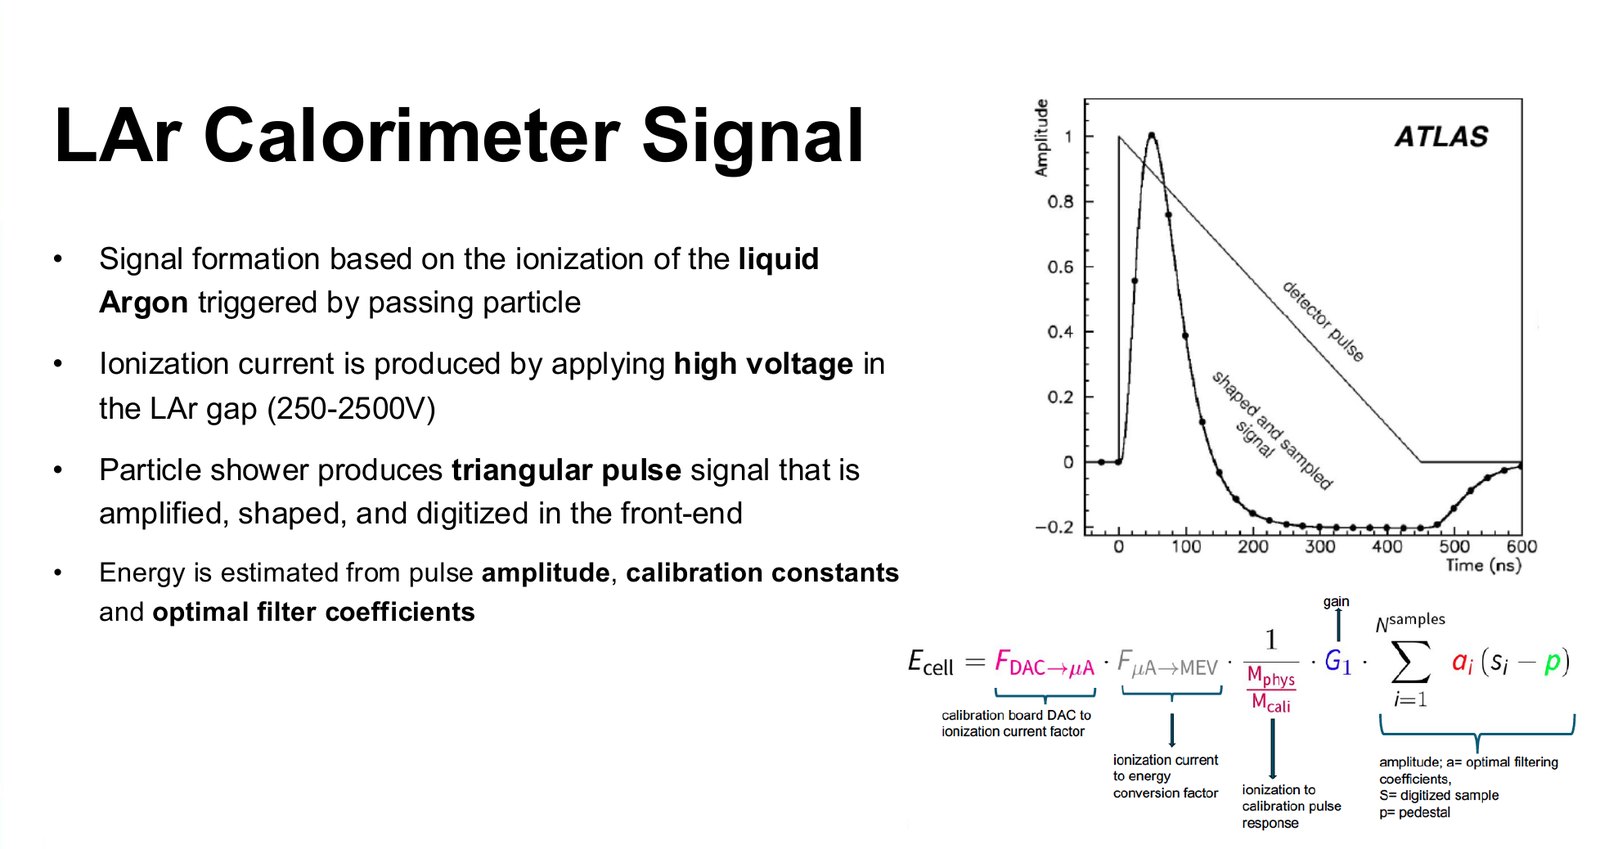 LAr Calorimeter Signal
• Signal formation based on the ionization of the liquid
Argon triggered by passing particle
• Ionization current is produced by applying high voltage in
the LAr gap (250-2500V)
• Particle shower produces triangular pulse signal that is
amplified, shaped, and digitized in the front-end
• Energy is estimated from pulse amplitude, calibration constants
and optimal filter coefficients
Amplitude
ATLAS
1
0.8
0.6
0.4
0.2
0
−0.2
detector pulse
shaped and sampled
signal
0 100 200 300 400 500 600
Time (ns)
gain
E_cell = F_DAC→μA · F_μA→MEV · 1/(M_phys/M_cali) · G_1 · ∑_{i=1}^{N^samples} a_i (s_i − p)
calibration board DAC to
ionization current factor
ionization current
to energy
conversion factor
ionization to
calibration pulse
response
amplitude; a= optimal filtering
coefficients,
S= digitized sample
p= pedestal